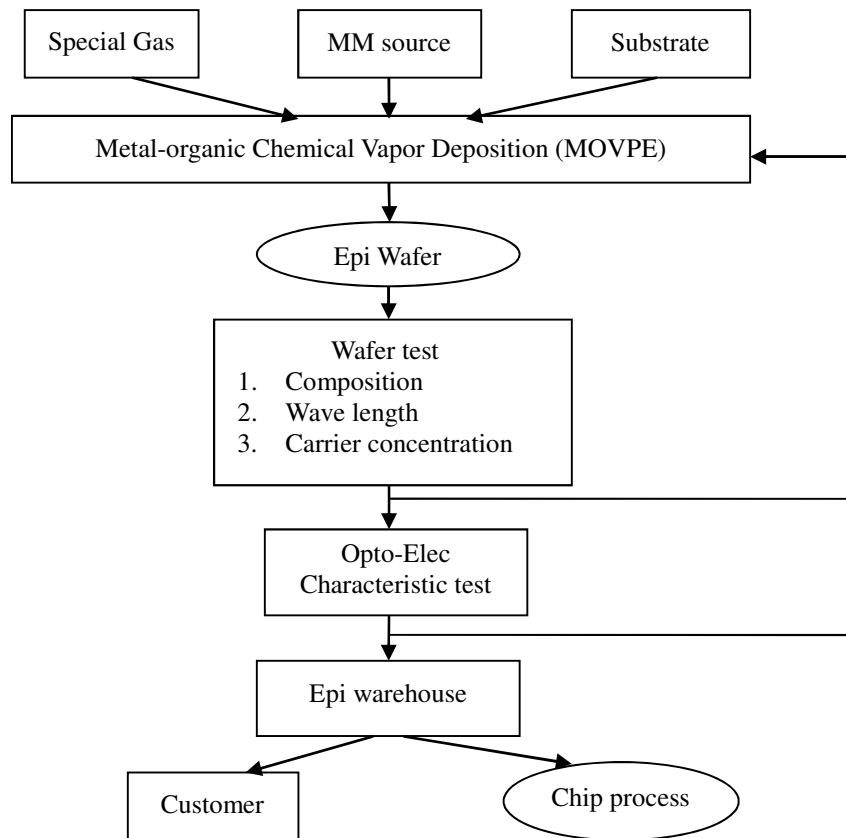 Special Gas
MM source
Substrate
Metal-organic Chemical Vapor Deposition (MOVPE)
Epi Wafer
Wafer test
1. Composition
2. Wave length
3. Carrier concentration
Opto-Elec
Characteristic test
Epi warehouse
Customer
Chip process